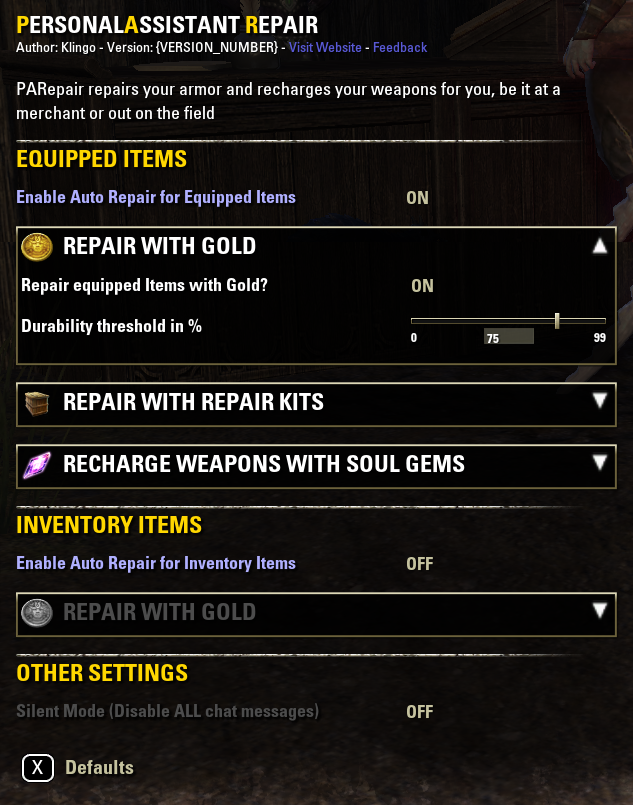 PERSONALASSISTANT REPAIR
Author: Klingo - Version: {VERSION_NUMBER} - Visit Website - Feedback
PARepair repairs your armor and recharges your weapons for you, be it at a
merchant or out on the field
EQUIPPED ITEMS
Enable Auto Repair for Equipped Items ON
REPAIR WITH GOLD
Repair equipped Items with Gold? ON
Durability threshold in %
0 75 99
REPAIR WITH REPAIR KITS
RECHARGE WEAPONS WITH SOUL GEMS
INVENTORY ITEMS
Enable Auto Repair for Inventory Items OFF
REPAIR WITH GOLD
OTHER SETTINGS
Silent Mode (Disable ALL chat messages) OFF
X Defaults